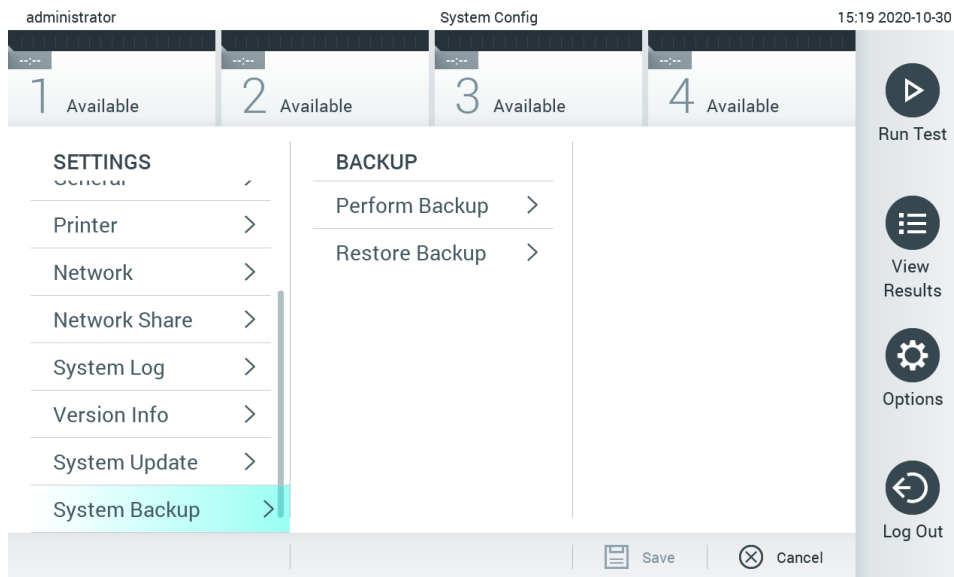 administrator System Config 15:19 2020-10-30
--:-- --:-- --:-- --:--
1 Available 2 Available 3 Available 4 Available
Run Test
SETTINGS
General
Printer
Network
Network Share
System Log
Version Info
System Update
System Backup
BACKUP
Perform Backup
Restore Backup
View
Results
Options
Log Out
Save Cancel